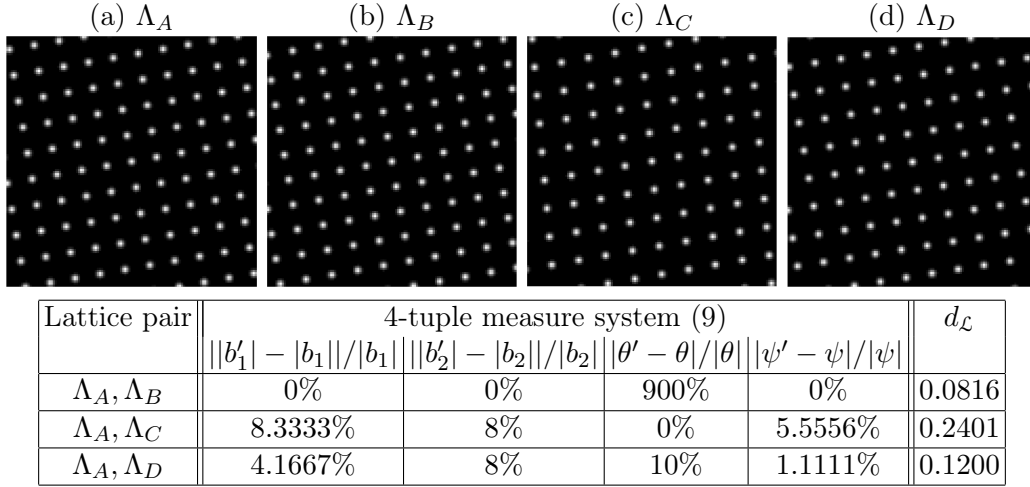 (a) Λ_A (b) Λ_B (c) Λ_C (d) Λ_D
Lattice pair 4-tuple measure system (9) d_ℒ
||b′_1| − |b_1||/|b_1| ||b′_2| − |b_2||/|b_2| |θ′ − θ|/|θ| |ψ′ − ψ|/|ψ|
Λ_A, Λ_B 0% 0% 900% 0% 0.0816
Λ_A, Λ_C 8.3333% 8% 0% 5.5556% 0.2401
Λ_A, Λ_D 4.1667% 8% 10% 1.1111% 0.1200